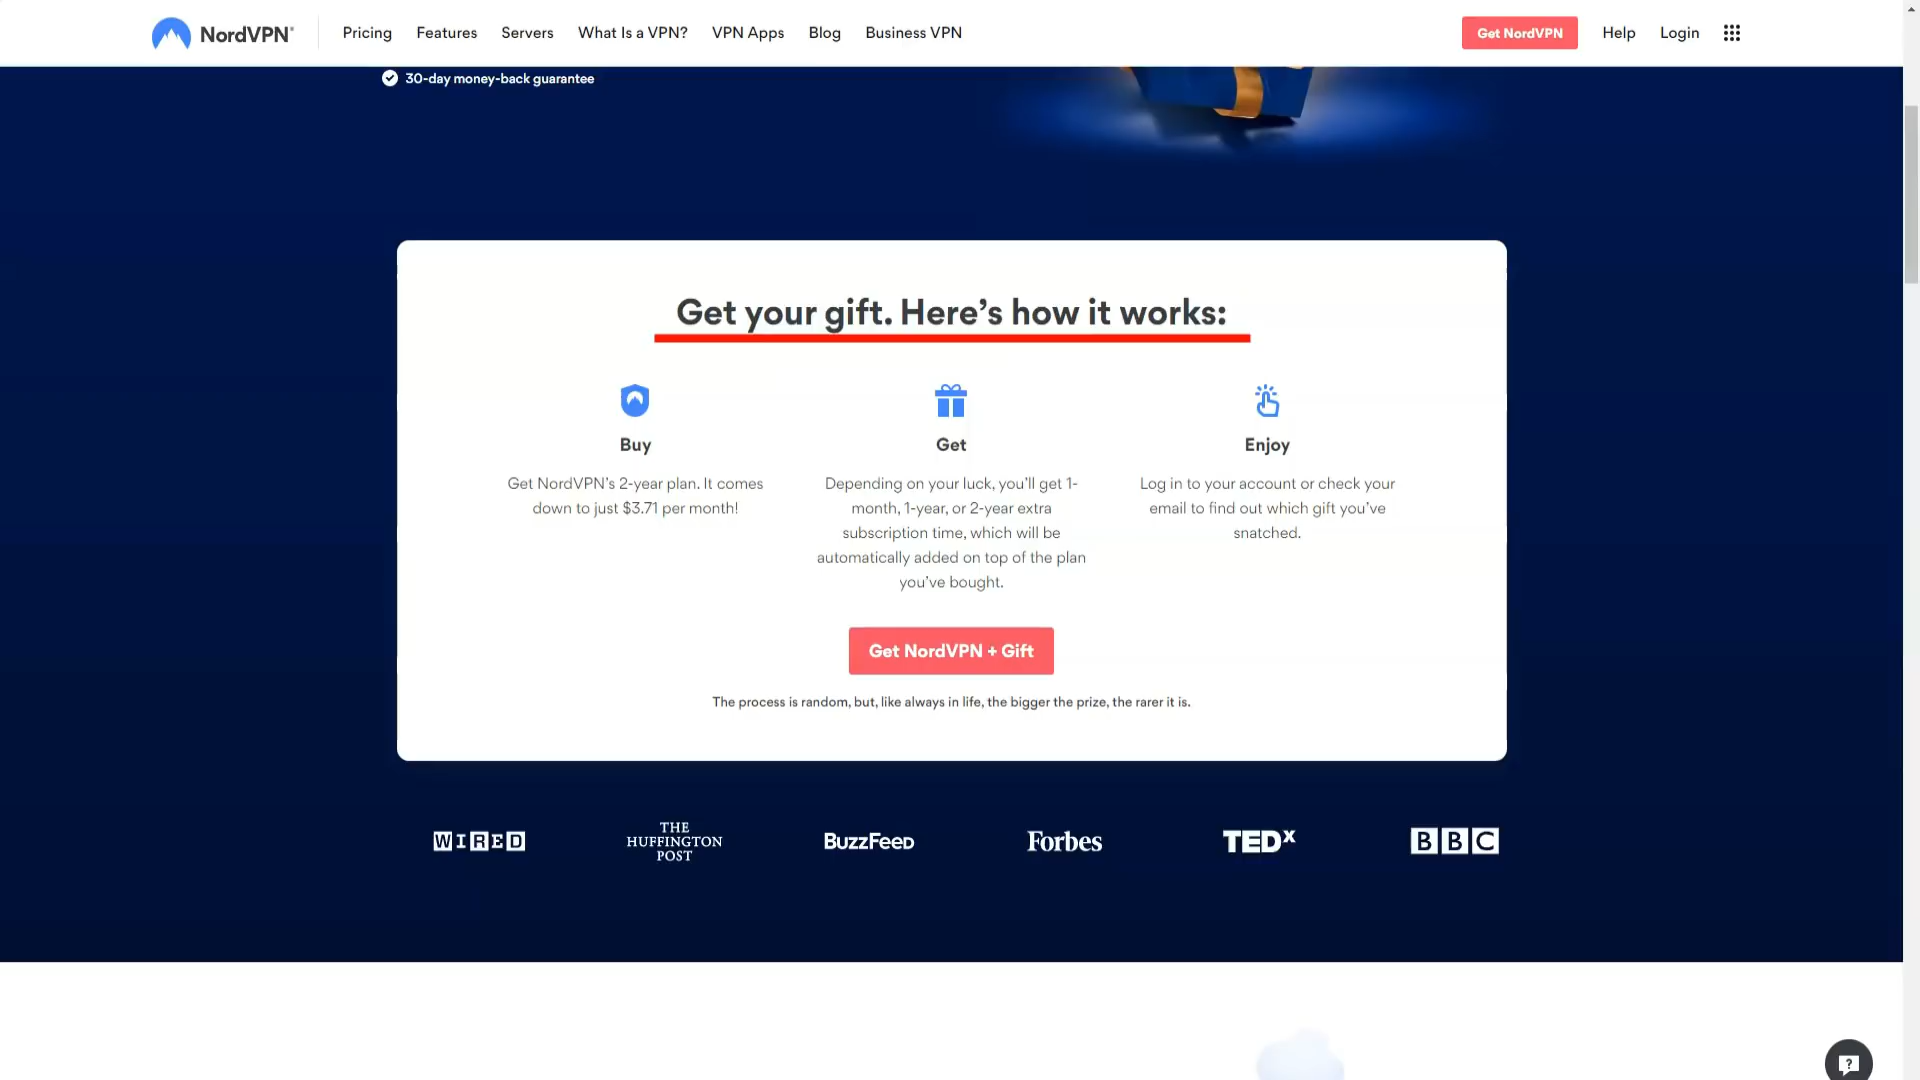 NordVPN®
Pricing
Features
Servers
What Is a VPN?
VPN Apps
Blog
Business VPN
Get NordVPN
Help
Login
30-day money-back guarantee
Get your gift. Here’s how it works:
Buy
Get NordVPN’s 2-year plan. It comes
down to just $3.71 per month!
Get
Depending on your luck, you’ll get 1-
month, 1-year, or 2-year extra
subscription time, which will be
automatically added on top of the plan
you’ve bought.
Enjoy
Log in to your account or check your
email to find out which gift you’ve
snatched.
Get NordVPN + Gift
The process is random, but, like always in life, the bigger the prize, the rarer it is.
WIRED
THE
HUFFINGTON
POST
BuzzFeed
Forbes
TEDx
BBC
?